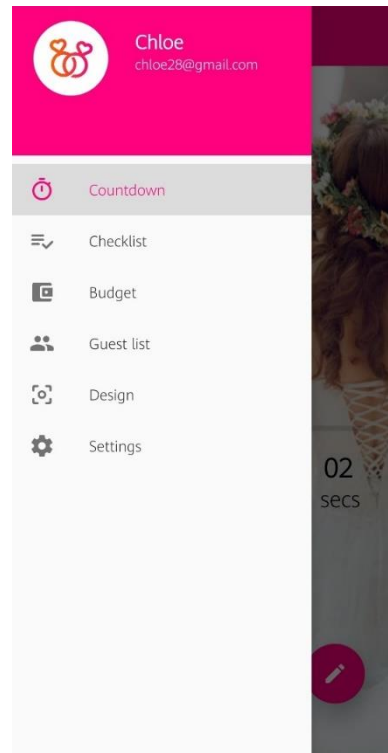 Chloe
chloe28@gmail.com
Countdown
Checklist
Budget
Guest list
Design
Settings
02
secs